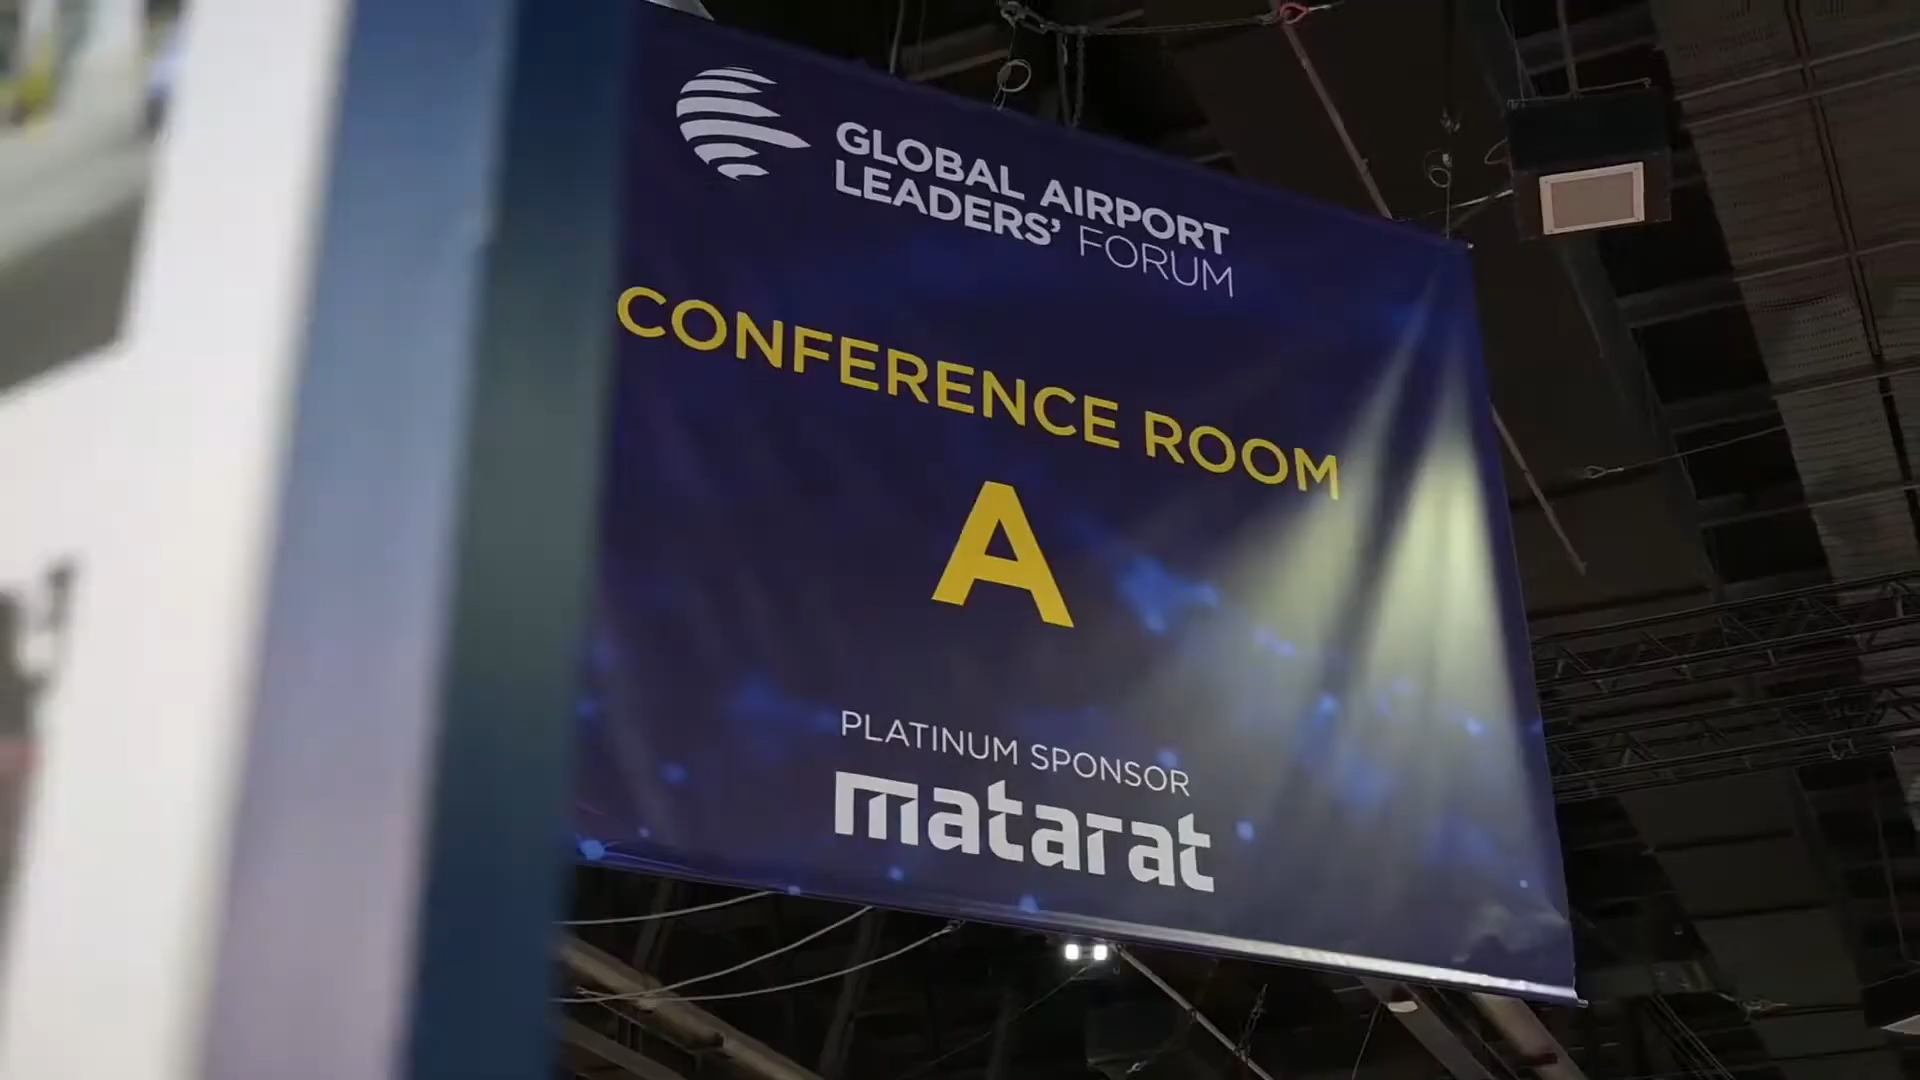 GLOBAL AIRPORT
LEADERS' FORUM
CONFERENCE ROOM
A
PLATINUM SPONSOR
matarat